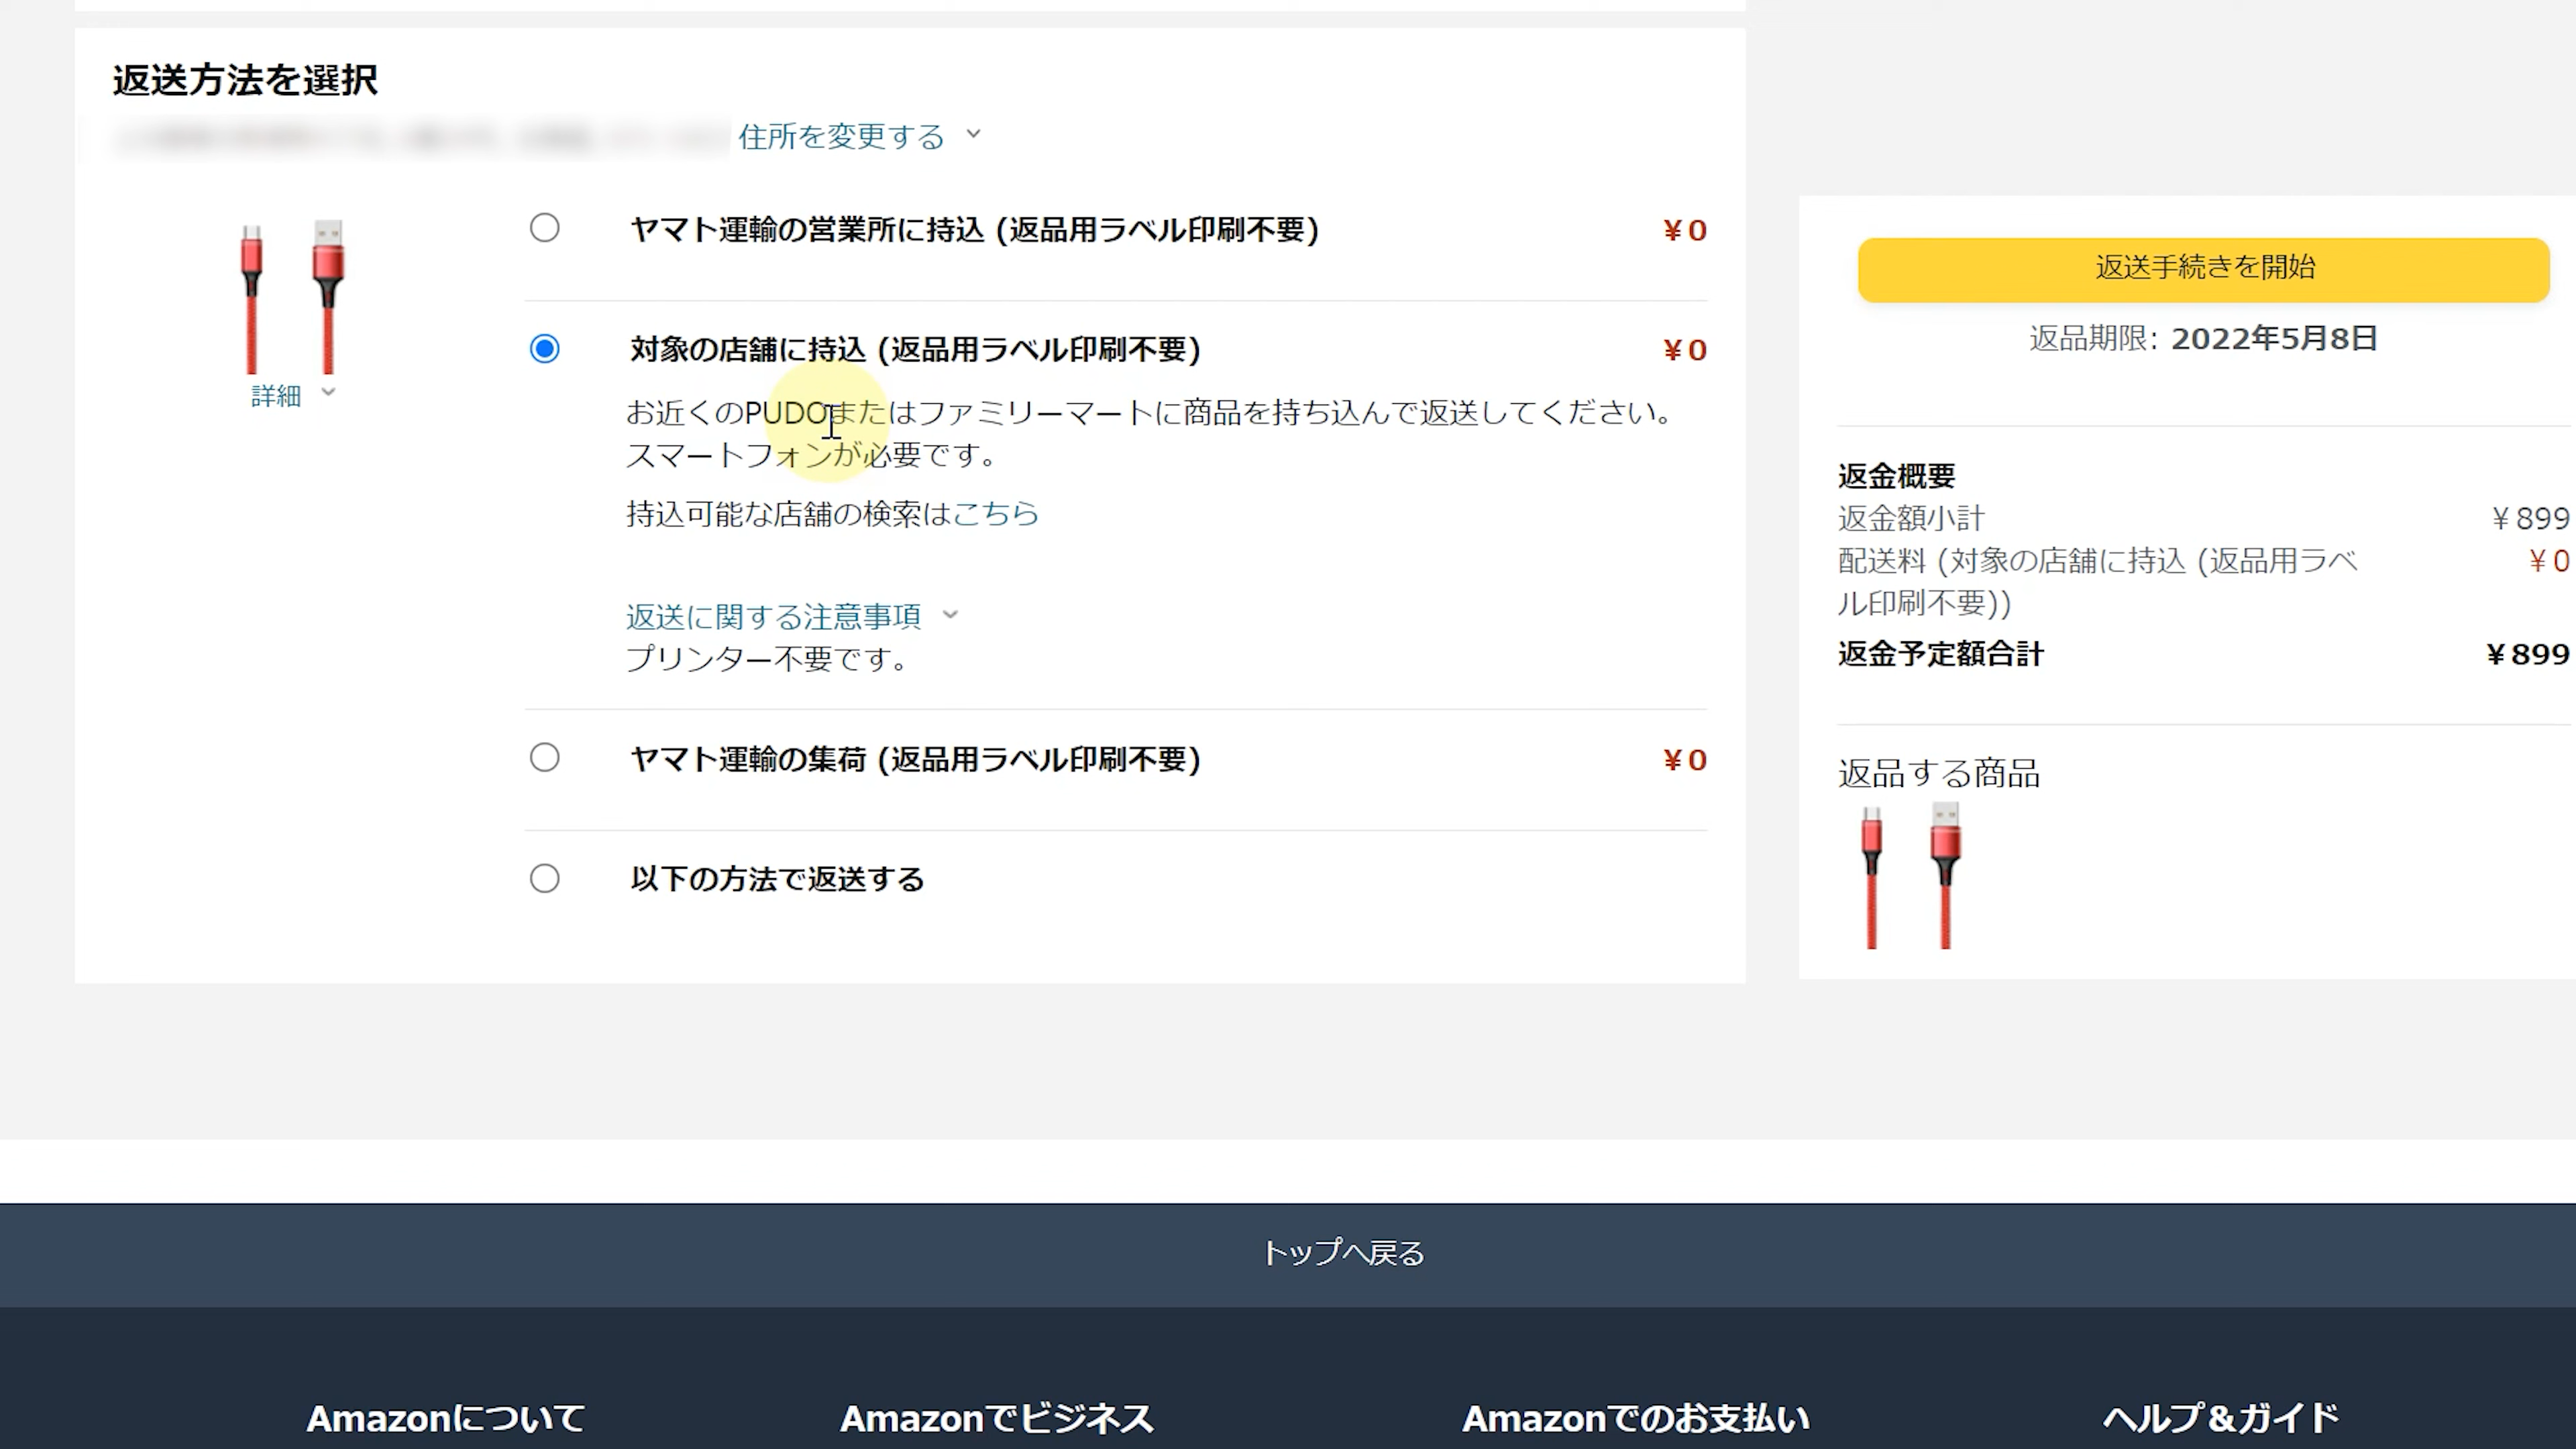 返送方法を選択
住所を変更する
ヤマト運輸の営業所に持込 (返品用ラベル印刷不要)
¥0
対象の店舗に持込 (返品用ラベル印刷不要)
¥0
お近くのPUDOまたはファミリーマートに商品を持ち込んで返送してください。
スマートフォンが必要です。
持込可能な店舗の検索はこちら
返送に関する注意事項
プリンター不要です。
ヤマト運輸の集荷 (返品用ラベル印刷不要)
¥0
以下の方法で返送する
詳細
返送手続きを開始
返品期限: 2022年5月8日
返金概要
返金額小計
¥899
配送料 (対象の店舗に持込 (返品用ラベ
ル印刷不要))
¥0
返金予定額合計
¥899
返品する商品
トップへ戻る
Amazonについて
Amazonでビジネス
Amazonでのお支払い
ヘルプ&ガイド